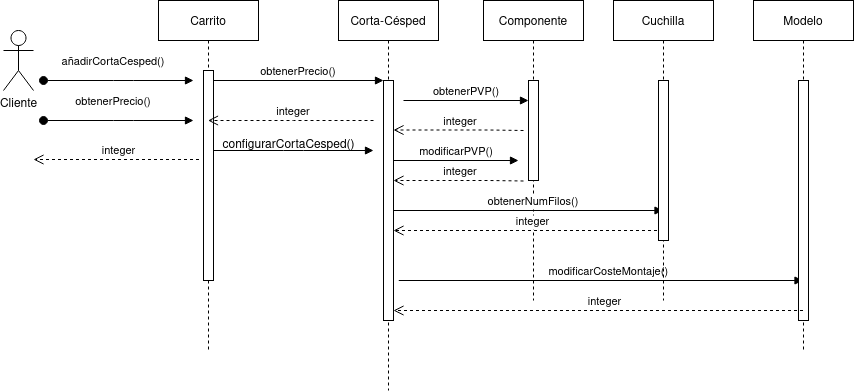 Carrito
Corta-Césped
Componente
Cuchilla
Modelo
Cliente
añadirCortaCesped()
obtenerPrecio()
obtenerPVP()
obtenerPrecio()
integer
integer
configurarCortaCesped()
integer
modificarPVP()
integer
obtenerNumFilos()
integer
modificarCosteMontaje()
integer